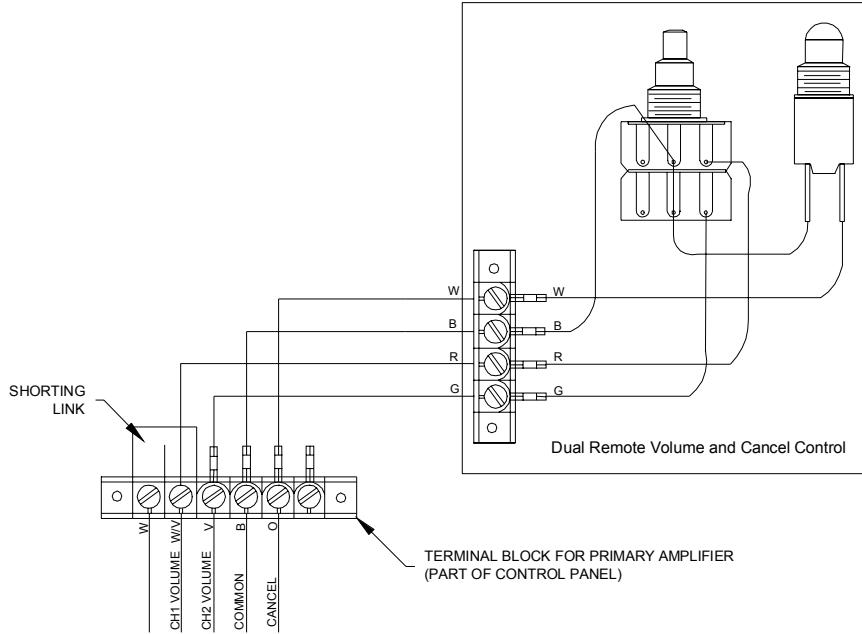 W
W
B
B
R
R
G
G
SHORTING
LINK
Dual Remote Volume and Cancel Control
W
W/V
V
B
O
CH1 VOLUME
CH2 VOLUME
COMMON
CANCEL
TERMINAL BLOCK FOR PRIMARY AMPLIFIER
(PART OF CONTROL PANEL)